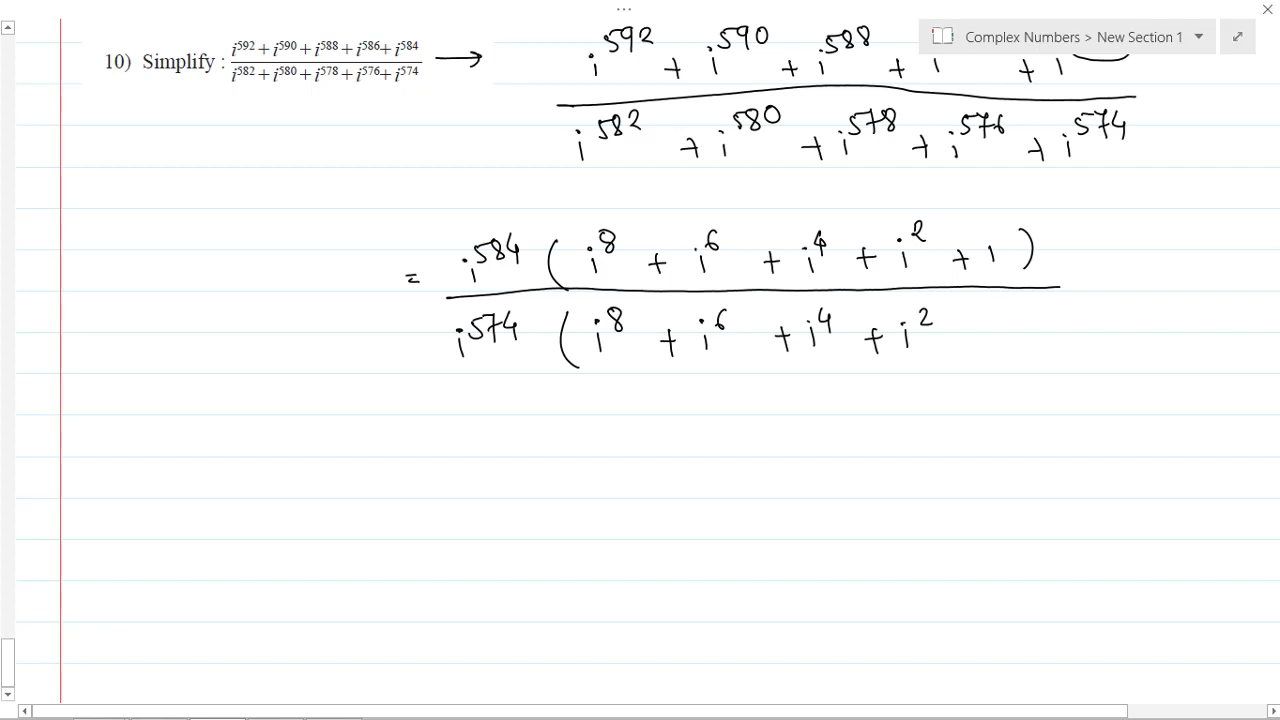 Complex Numbers > New Section 1
10) Simplify : (i^592 + i^590 + i^588 + i^586 + i^584) / (i^582 + i^580 + i^578 + i^576 + i^574) →
i^592 + i^590 + i^588 + i + i
i^582 + i^580 + i^578 + i^576 + i^574
= i^584 ( i^8 + i^6 + i^4 + i^2 + 1 )
i^574 ( i^8 + i^6 + i^4 + i^2